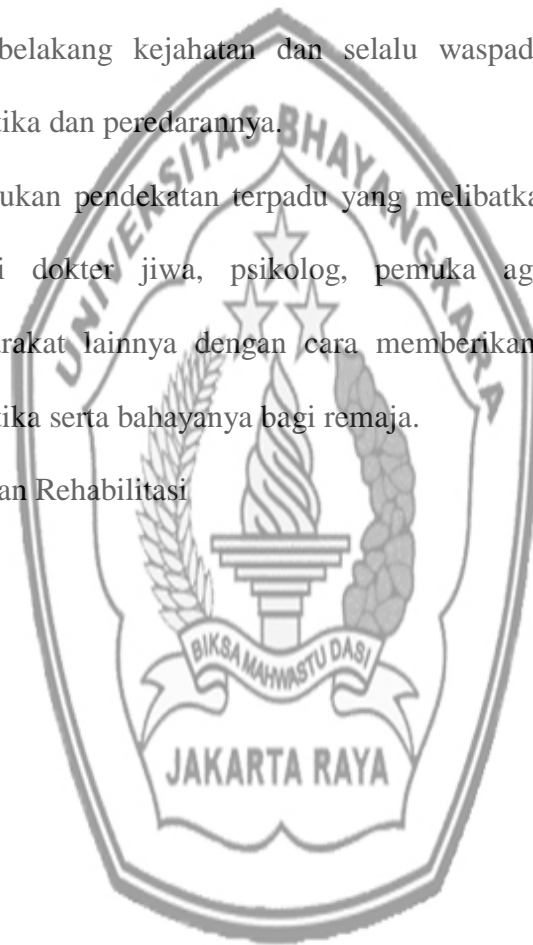 belakang kejahatan dan selalu waspad
tika dan peredarannya.
ukan pendekatan terpadu yang melibatka
i dokter jiwa, psikolog, pemuka ag
arakat lainnya dengan cara memberikan
tika serta bahayanya bagi remaja.
an Rehabilitasi
UNIVERSITAS BHAYANGKARA
BIKSA MAHWASTU DASI
JAKARTA RAYA